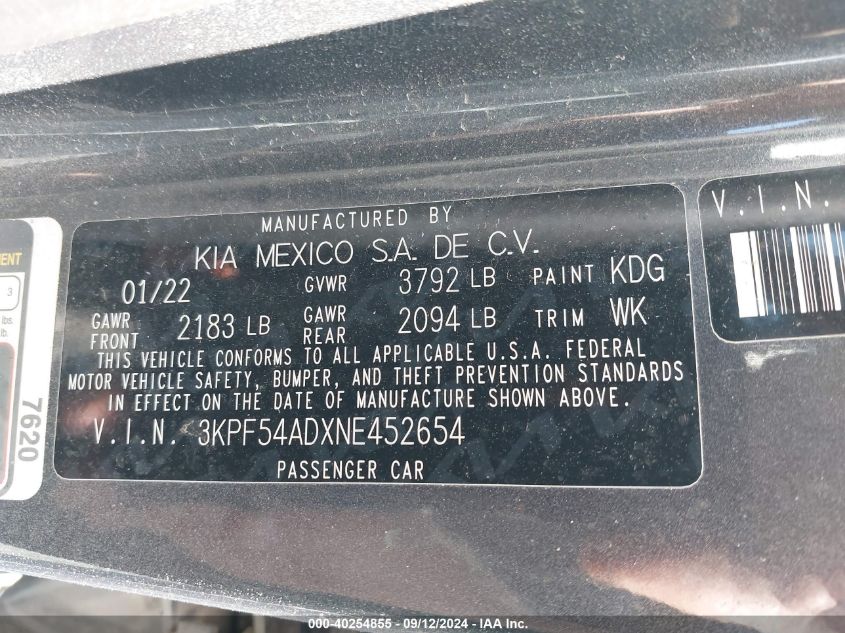 MANUFACTURED BY
KIA MEXICO S.A. DE C.V.
01/22 GVWR 3792 LB PAINT KDG
GAWR FRONT 2183 LB GAWR REAR 2094 LB TRIM WK
THIS VEHICLE CONFORMS TO ALL APPLICABLE U.S.A. FEDERAL
MOTOR VEHICLE SAFETY, BUMPER, AND THEFT PREVENTION STANDARDS
IN EFFECT ON THE DATE OF MANUFACTURE SHOWN ABOVE.
V.I.N. 3KPF54ADXNE452654
PASSENGER CAR
V.I.N.
3
lbs.
lb.
7620
000-40254855 - 09/12/2024 - IAA Inc.